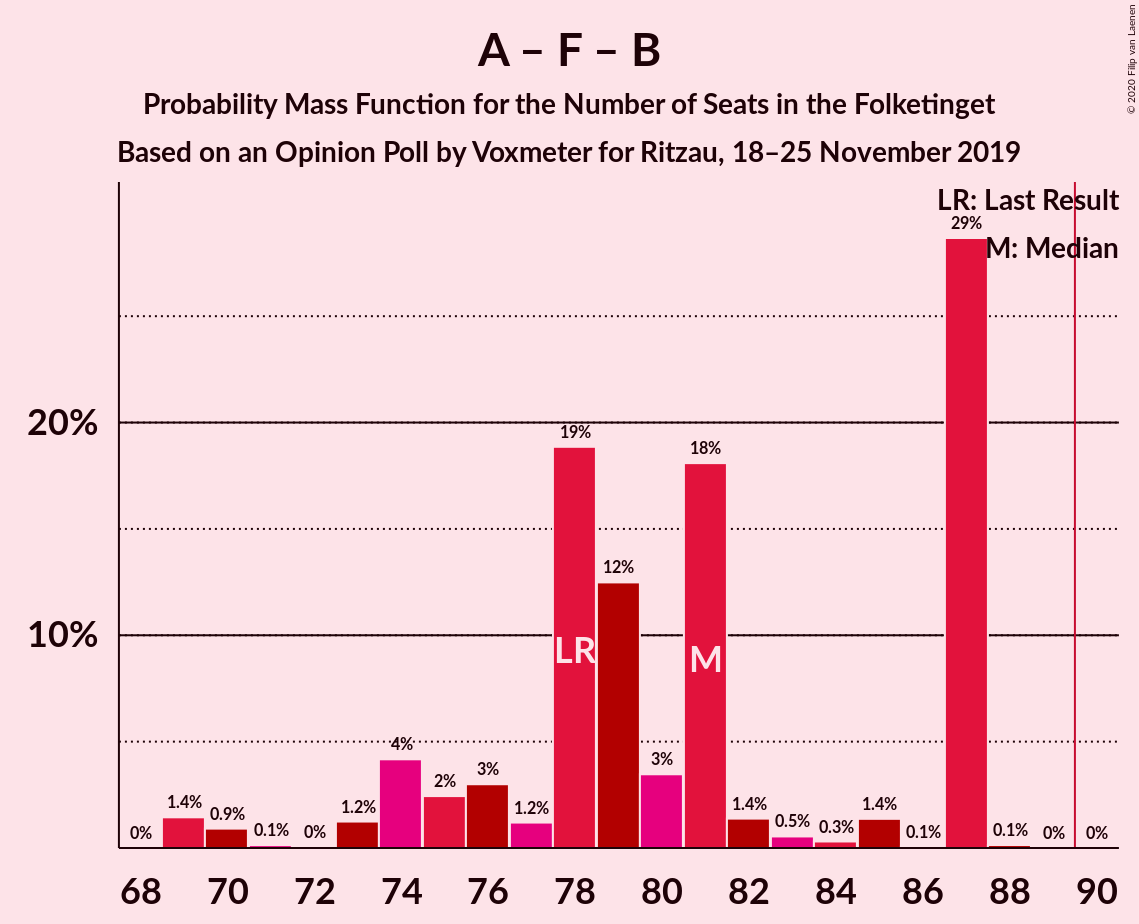 A – F – B
Probability Mass Function for the Number of Seats in the Folketinget
Based on an Opinion Poll by Voxmeter for Ritzau, 18–25 November 2019
© 2020 Filip van Laenen
LR: Last Result
M: Median
20%
10%
0%
1.4%
0.9%
0.1%
0%
1.2%
4%
2%
3%
1.2%
19%
12%
3%
18%
1.4%
0.5%
0.3%
1.4%
0.1%
29%
0.1%
0%
0%
LR
M
68 70 72 74 76 78 80 82 84 86 88 90